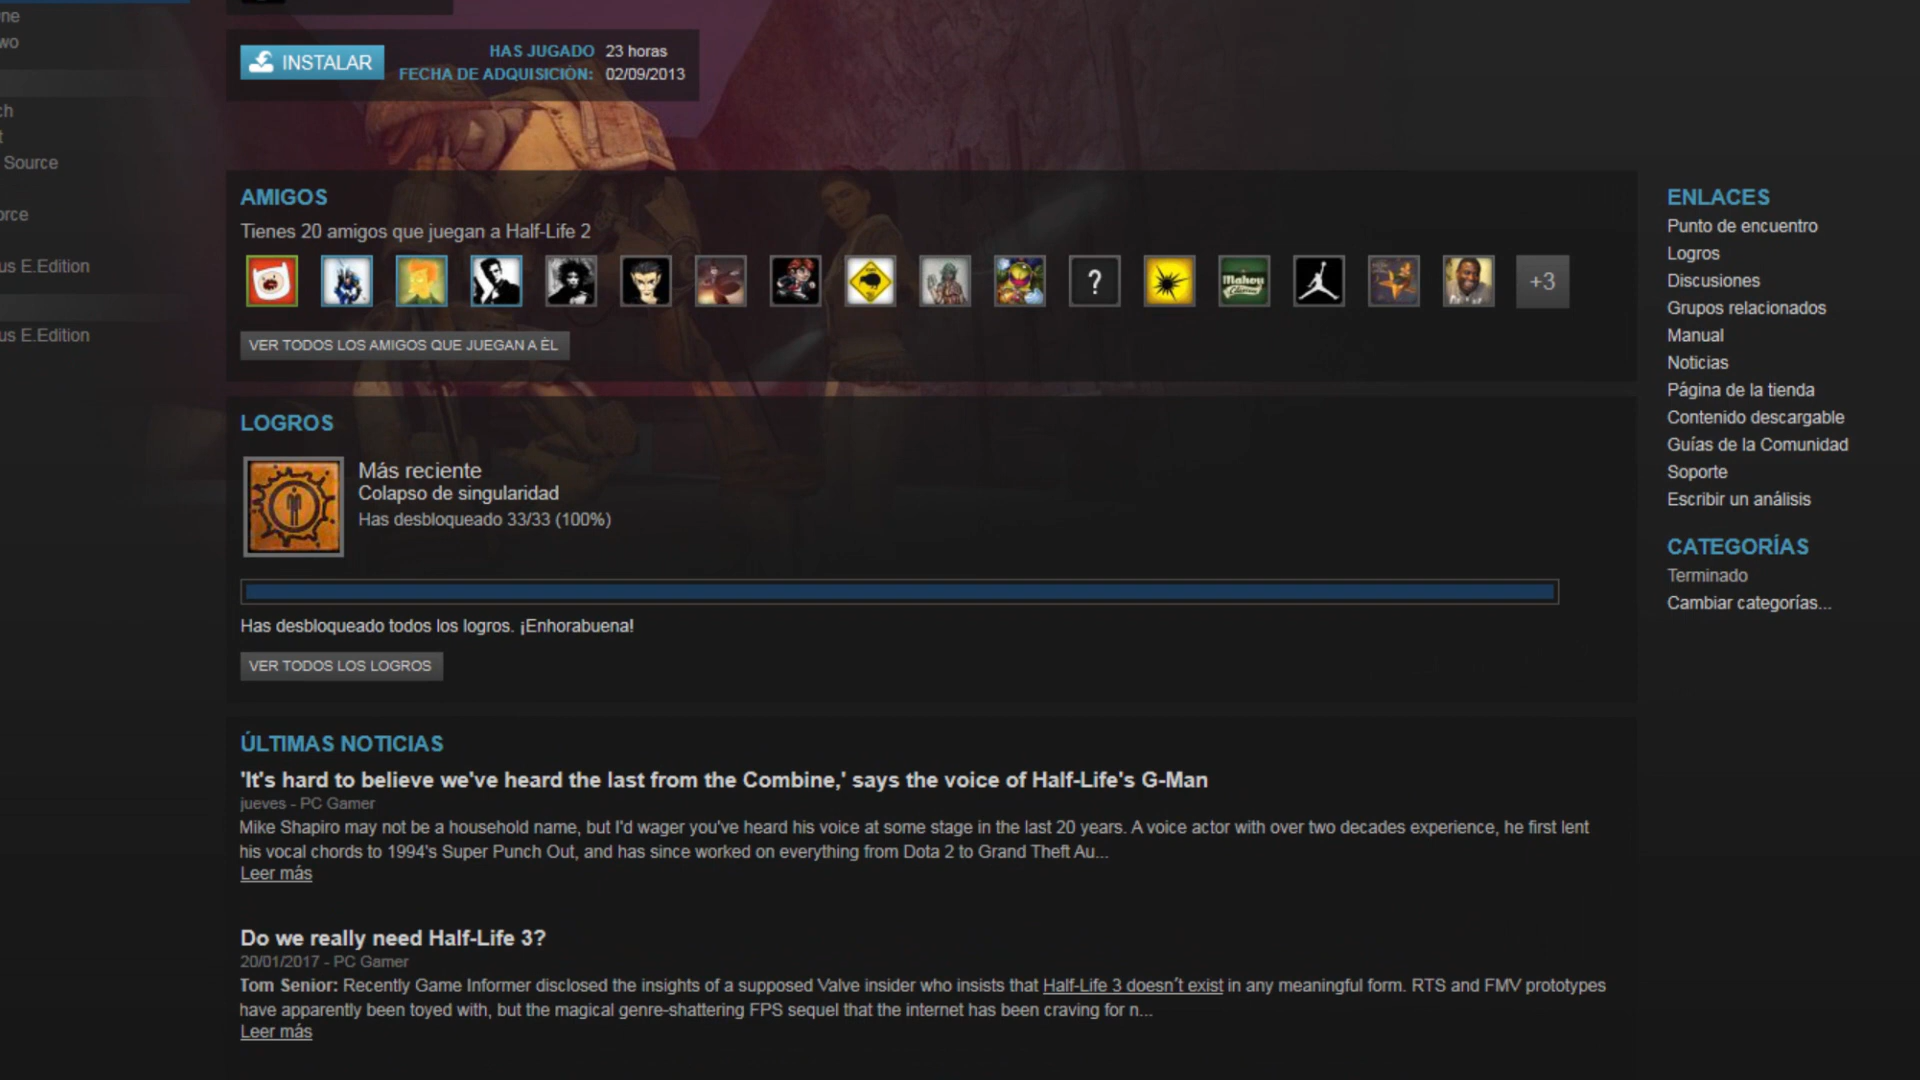 INSTALAR
HAS JUGADO 23 horas
FECHA DE ADQUISICIÓN: 02/09/2013
Source
us E.Edition
us E.Edition
AMIGOS
Tienes 20 amigos que juegan a Half-Life 2
?
Mahou
+3
VER TODOS LOS AMIGOS QUE JUEGAN A ÉL
LOGROS
Más reciente
Colapso de singularidad
Has desbloqueado 33/33 (100%)
Has desbloqueado todos los logros. ¡Enhorabuena!
VER TODOS LOS LOGROS
ÚLTIMAS NOTICIAS
'It's hard to believe we've heard the last from the Combine,' says the voice of Half-Life's G-Man
jueves - PC Gamer
Mike Shapiro may not be a household name, but I'd wager you've heard his voice at some stage in the last 20 years. A voice actor with over two decades experience, he first lent
his vocal chords to 1994's Super Punch Out, and has since worked on everything from Dota 2 to Grand Theft Au...
Leer más
Do we really need Half-Life 3?
20/01/2017 - PC Gamer
Tom Senior: Recently Game Informer disclosed the insights of a supposed Valve insider who insists that Half-Life 3 doesn´t exist in any meaningful form. RTS and FMV prototypes
have apparently been toyed with, but the magical genre-shattering FPS sequel that the internet has been craving for n...
Leer más
ENLACES
Punto de encuentro
Logros
Discusiones
Grupos relacionados
Manual
Noticias
Página de la tienda
Contenido descargable
Guías de la Comunidad
Soporte
Escribir un análisis
CATEGORÍAS
Terminado
Cambiar categorías...